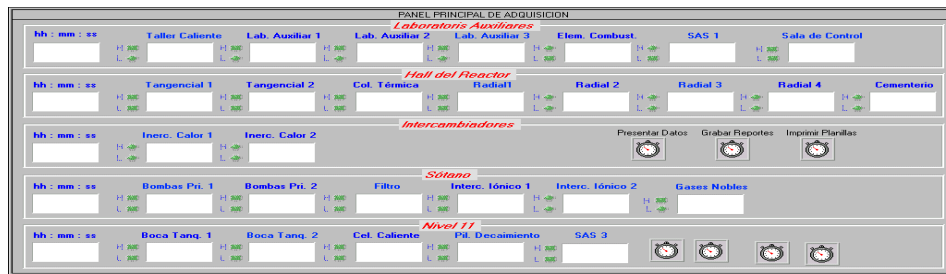 PANEL PRINCIPAL DE ADQUISICION
Laboratoris Auxiliares
hh : mm : ss Taller Caliente Lab. Auxiliar 1 Lab. Auxiliar 2 Lab. Auxiliar 3 Elem. Combust. SAS 1 Sala de Control
H H H H H H
L L L L L L
Hall del Reactor
hh : mm : ss Tangencial 1 Tangencial 2 Col. Térmica Radial1 Radial 2 Radial 3 Radial 4 Cementerio
H H H H H H H H
L L L L L L L L
Intercambiadores
hh : mm : ss Inerc. Calor 1 Inerc. Calor 2 Presentar Datos Grabar Reportes Imprimir Planillas
H H
L L
Sótano
hh : mm : ss Bombas Pri. 1 Bombas Pri. 2 Filtro Interc. Iónico 1 Interc. Iónico 2 Gases Nobles
H H H H H H
L L L L L L
Nivel 11
hh : mm : ss Boca Tanq. 1 Boca Tanq. 2 Cel. Caliente Pil. Decaimiento SAS 3
H H H H H
L L L L L